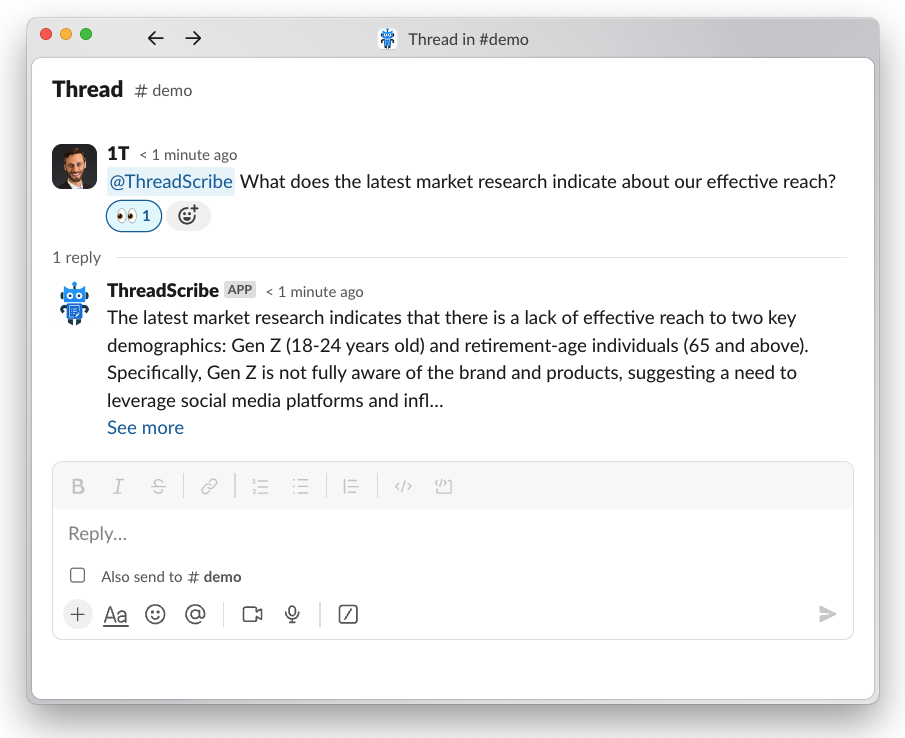 Thread in #demo
Thread # demo
1T < 1 minute ago
@ThreadScribe What does the latest market research indicate about our effective reach?
1
1 reply
ThreadScribe APP < 1 minute ago
The latest market research indicates that there is a lack of effective reach to two key
demographics: Gen Z (18-24 years old) and retirement-age individuals (65 and above).
Specifically, Gen Z is not fully aware of the brand and products, suggesting a need to
leverage social media platforms and infl...
See more
B I S
Reply...
Also send to # demo
Aa